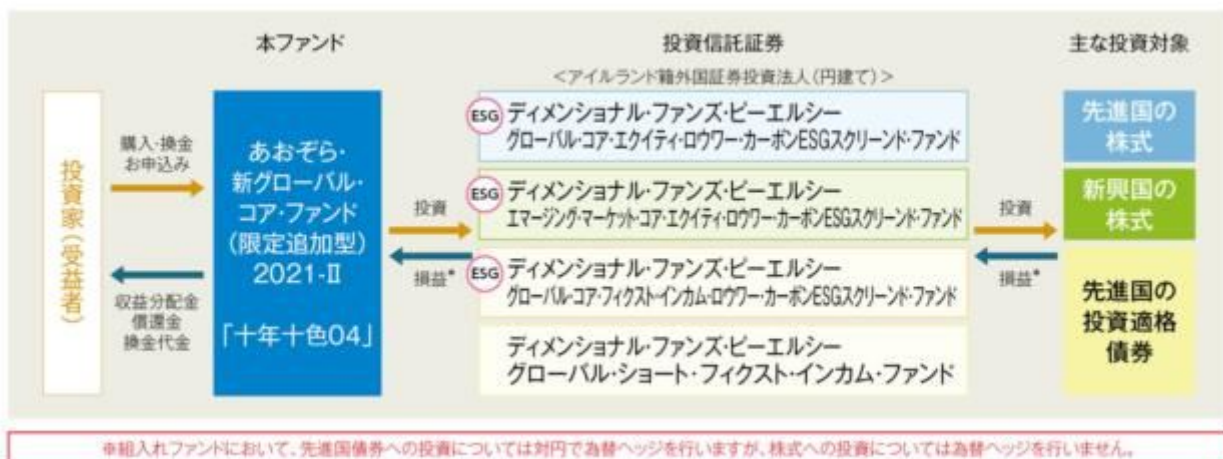 本ファンド
投資信託証券
主な投資対象
<アイルランド籍外国証券投資法人(円建て)>
投資家(受益者)
購入・換金
お申込み
収益分配金
償還金
換金代金
あおぞら・
新グローバル・
コア・ファンド
(限定追加型)
2021-Ⅱ
「十年十色04」
投資
損益*
ESG
ディメンショナル・ファンズ・ピーエルシー
グローバル・コア・エクイティ・ロウワー・カーボンESGスクリーンド・ファンド
ESG
ディメンショナル・ファンズ・ピーエルシー
エマージング・マーケット・コア・エクイティ・ロウワー・カーボンESGスクリーンド・ファンド
ESG
ディメンショナル・ファンズ・ピーエルシー
グローバル・コア・フィクスト・インカム・ロウワー・カーボンESGスクリーンド・ファンド
ディメンショナル・ファンズ・ピーエルシー
グローバル・ショート・フィクスト・インカム・ファンド
投資
損益*
先進国の
株式
新興国の
株式
先進国の
投資適格
債券
※組入れファンドにおいて、先進国債券への投資については対円で為替ヘッジを行いますが、株式への投資については為替ヘッジを行いません。